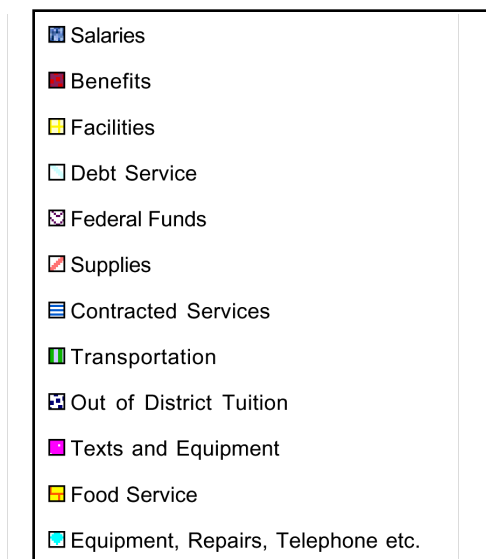 Salaries
Benefits
Facilities
Debt Service
Federal Funds
Supplies
Contracted Services
Transportation
Out of District Tuition
Texts and Equipment
Food Service
Equipment, Repairs, Telephone etc.